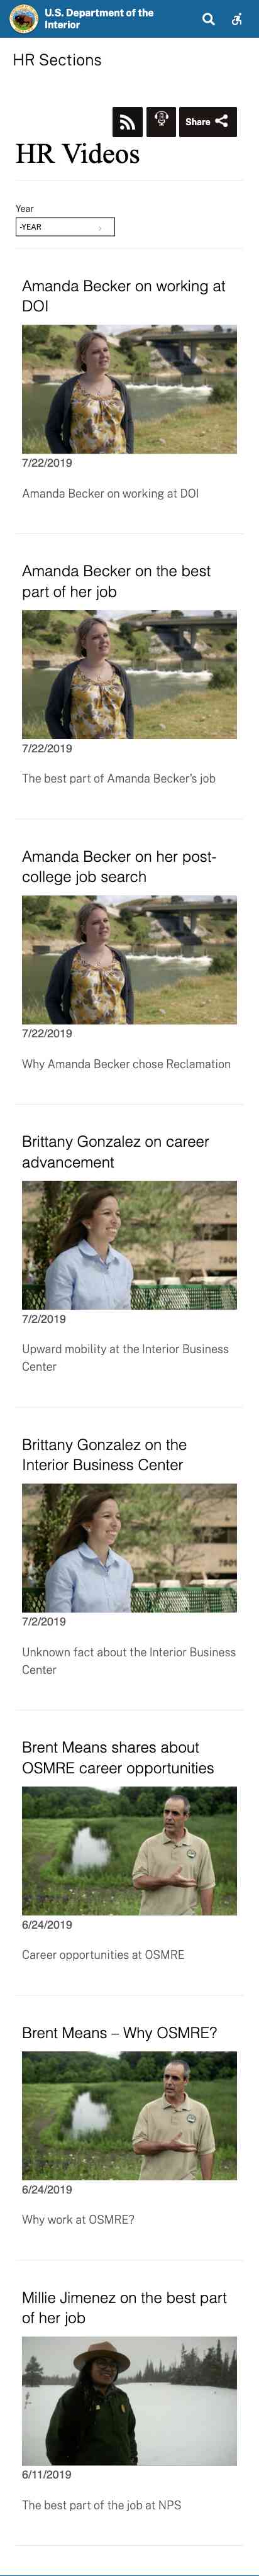 U.S. Department of the
Interior
HR Sections
Share
HR Videos
Year
-YEAR
Amanda Becker on working at
DOI
7/22/2019
Amanda Becker on working at DOI
Amanda Becker on the best
part of her job
7/22/2019
The best part of Amanda Becker's job
Amanda Becker on her post-
college job search
7/22/2019
Why Amanda Becker chose Reclamation
Brittany Gonzalez on career
advancement
7/2/2019
Upward mobility at the Interior Business
Center
Brittany Gonzalez on the
Interior Business Center
7/2/2019
Unknown fact about the Interior Business
Center
Brent Means shares about
OSMRE career opportunities
6/24/2019
Career opportunities at OSMRE
Brent Means – Why OSMRE?
6/24/2019
Why work at OSMRE?
Millie Jimenez on the best part
of her job
6/11/2019
The best part of the job at NPS